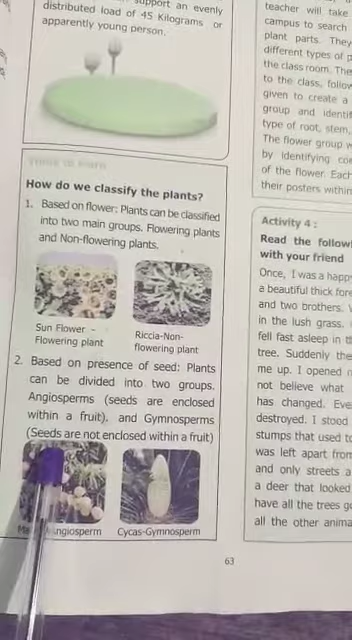 support an evenly
distributed load of 45 Kilograms or
apparently young person.
How do we classify the plants?
1. Based on flower: Plants can be classified
into two main groups. Flowering plants
and Non-flowering plants.
Sun Flower -
Flowering plant
Riccia-Non-
flowering plant
2. Based on presence of seed: Plants
can be divided into two groups.
Angiosperms (seeds are enclosed
within a fruit), and Gymnosperms
(Seeds are not enclosed within a fruit)
Angiosperm
Cycas-Gymnosperm
63
teacher will take
campus to search
plant parts. They
different types of
the class room. The
to the class, follow
given to create a
group and identi
type of root, stem,
The flower group
by identifying
of the flower. Each
their posters within
Activity 4 :
Read the follow
with your friend
Once, I was a happ
a beautiful thick fore
and two brothers.
in the lush grass.
fell fast asleep in t
tree. Suddenly the
me up. I opened
not believe what
has changed. Eve
destroyed. I stood
stumps that used to
was left apart from
and only streets a
a deer that looked
have all the trees g
all the other anima